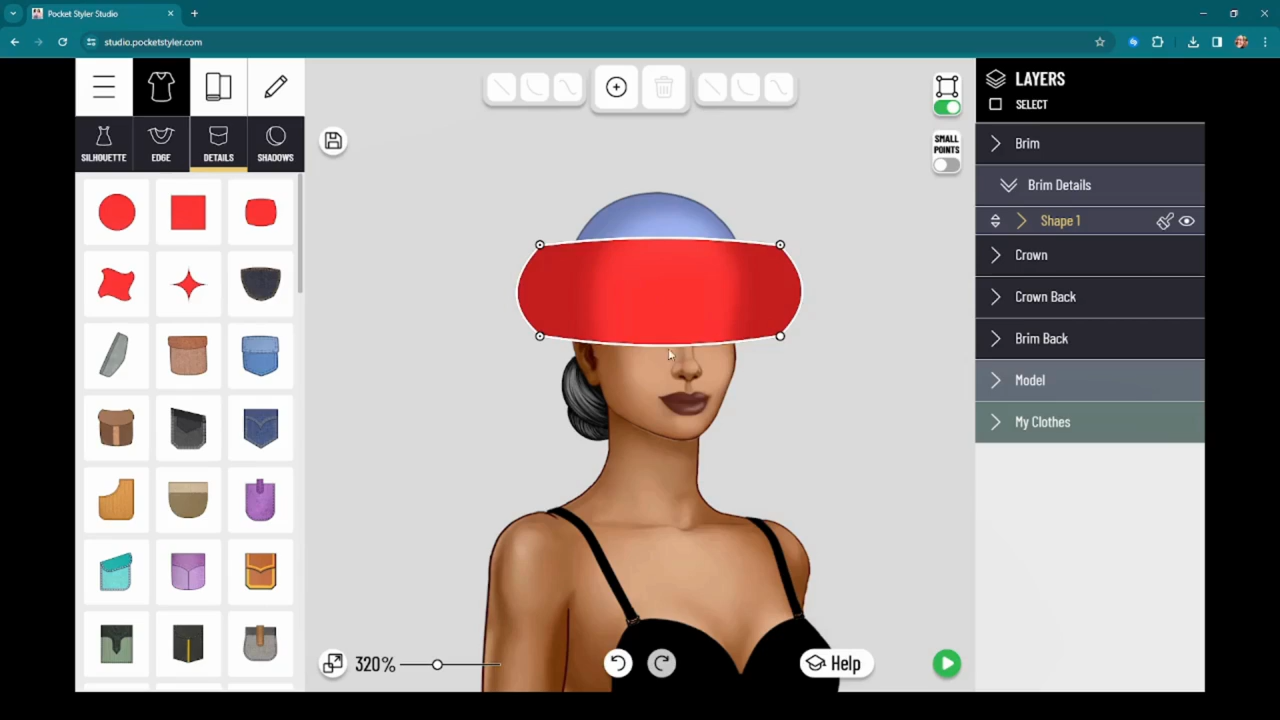 Pocket Styler Studio
studio.pocketstyler.com
SILHOUETTE
EDGE
DETAILS
SHADOWS
SMALL
POINTS
LAYERS
SELECT
Brim
Brim Details
Shape 1
Crown
Crown Back
Brim Back
Model
My Clothes
320%
Help